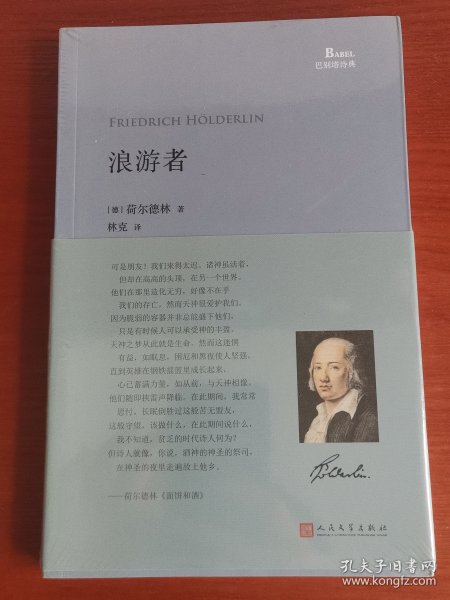 BABEL
巴别塔诗典
FRIEDRICH HÖLDERLIN
浪游者
[德] 荷尔德林 著
林克 译
可是朋友！我们来得太迟。诸神虽活着，
但却在高高的头顶，在另一个世界。
他们在那里造化无穷，好像不在乎
我们的存亡，然而天神很爱护我们。
因为脆弱的容器并非总能盛下他们，
只是有时候人可以承受神的丰盈。
天神之梦从此就是生命，然而这迷惘
有益，如眠息，困厄和黑夜使人坚强，
直到英雄在钢铁摇篮里成长起来，
心已蓄满力量，如从前，与天神相像。
他们随即挟雷声降临。在此期间，我常常
思忖，长眠倒胜过这般苦无盟友，
这般守望，该做什么，在此期间说什么，
我不知道，贫乏的时代诗人何为？
但诗人就像，你说，酒神的神圣的祭司，
在神圣的夜里走遍故土他乡。
——荷尔德林《面饼和酒》
Hölderlin.
人民文学出版社
孔夫子旧书网
www.kongfz.com